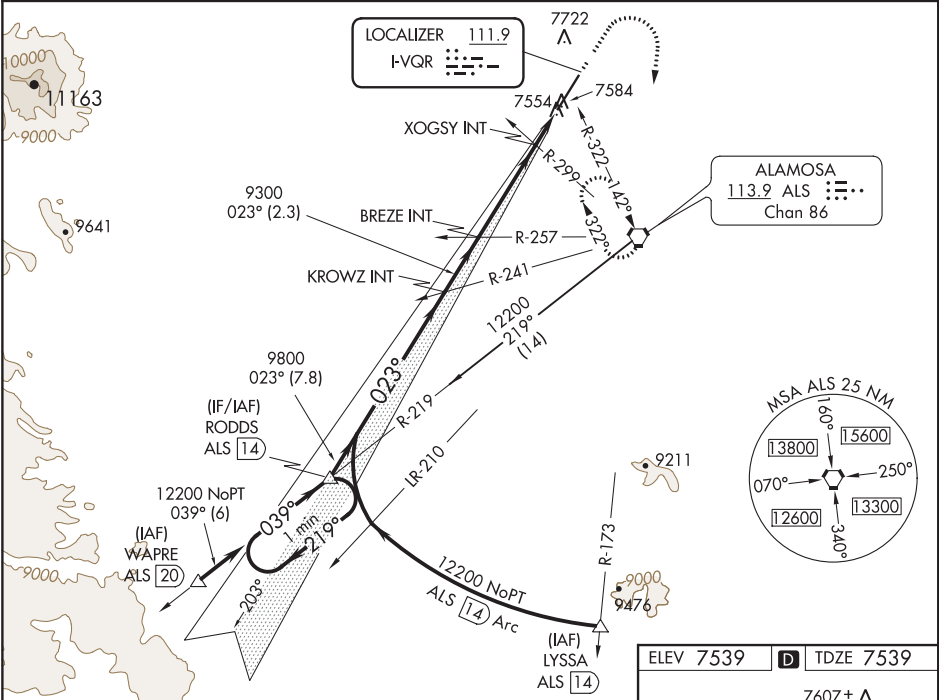 LOCALIZER 111.9
I-VQR
7722
7584
7554
10000
11163
9000
XOGSY INT
R-322
142°
R-299
ALAMOSA
113.9 ALS
Chan 86
9641
9300
023° (2.3)
BREZE INT
R-257
322°
KROWZ INT
R-241
12200
219°
(14)
9800
023° (7.8)
023°
(IF/IAF)
RODDS
ALS 14
R-219
LR-210
MSA ALS 25 NM
160°
13800
15600
070°
250°
12600
13300
340°
9211
12200 NoPT
039° (6)
039°
1 min
219°
(IAF)
WAPRE
ALS 20
9000
203°
12200 NoPT
ALS 14 Arc
R-173
9000
9476
(IAF)
LYSSA
ALS 14
ELEV 7539 D TDZE 7539
7607±